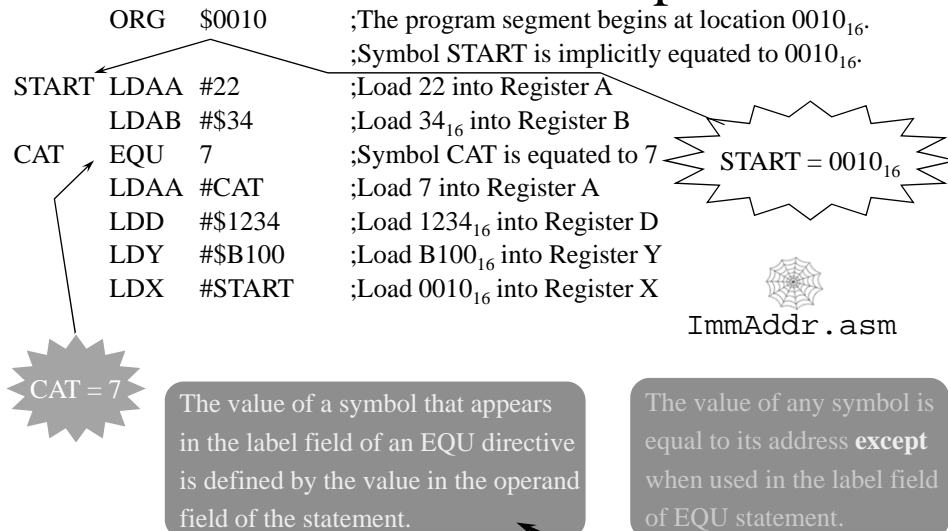 ORG $0010 ;The program segment begins at location 0010₁₆.
;Symbol START is implicitly equated to 0010₁₆.
START LDAA #22 ;Load 22 into Register A
LDAB #$34 ;Load 34₁₆ into Register B
CAT EQU 7 ;Symbol CAT is equated to 7
LDAA #CAT ;Load 7 into Register A
LDD #$1234 ;Load 1234₁₆ into Register D
LDY #$B100 ;Load B100₁₆ into Register Y
LDX #START ;Load 0010₁₆ into Register X
START = 0010₁₆
ImmAddr.asm
CAT = 7
The value of a symbol that appears
in the label field of an EQU directive
is defined by the value in the operand
field of the statement.
The value of any symbol is
equal to its address except
when used in the label field
of EQU statement.